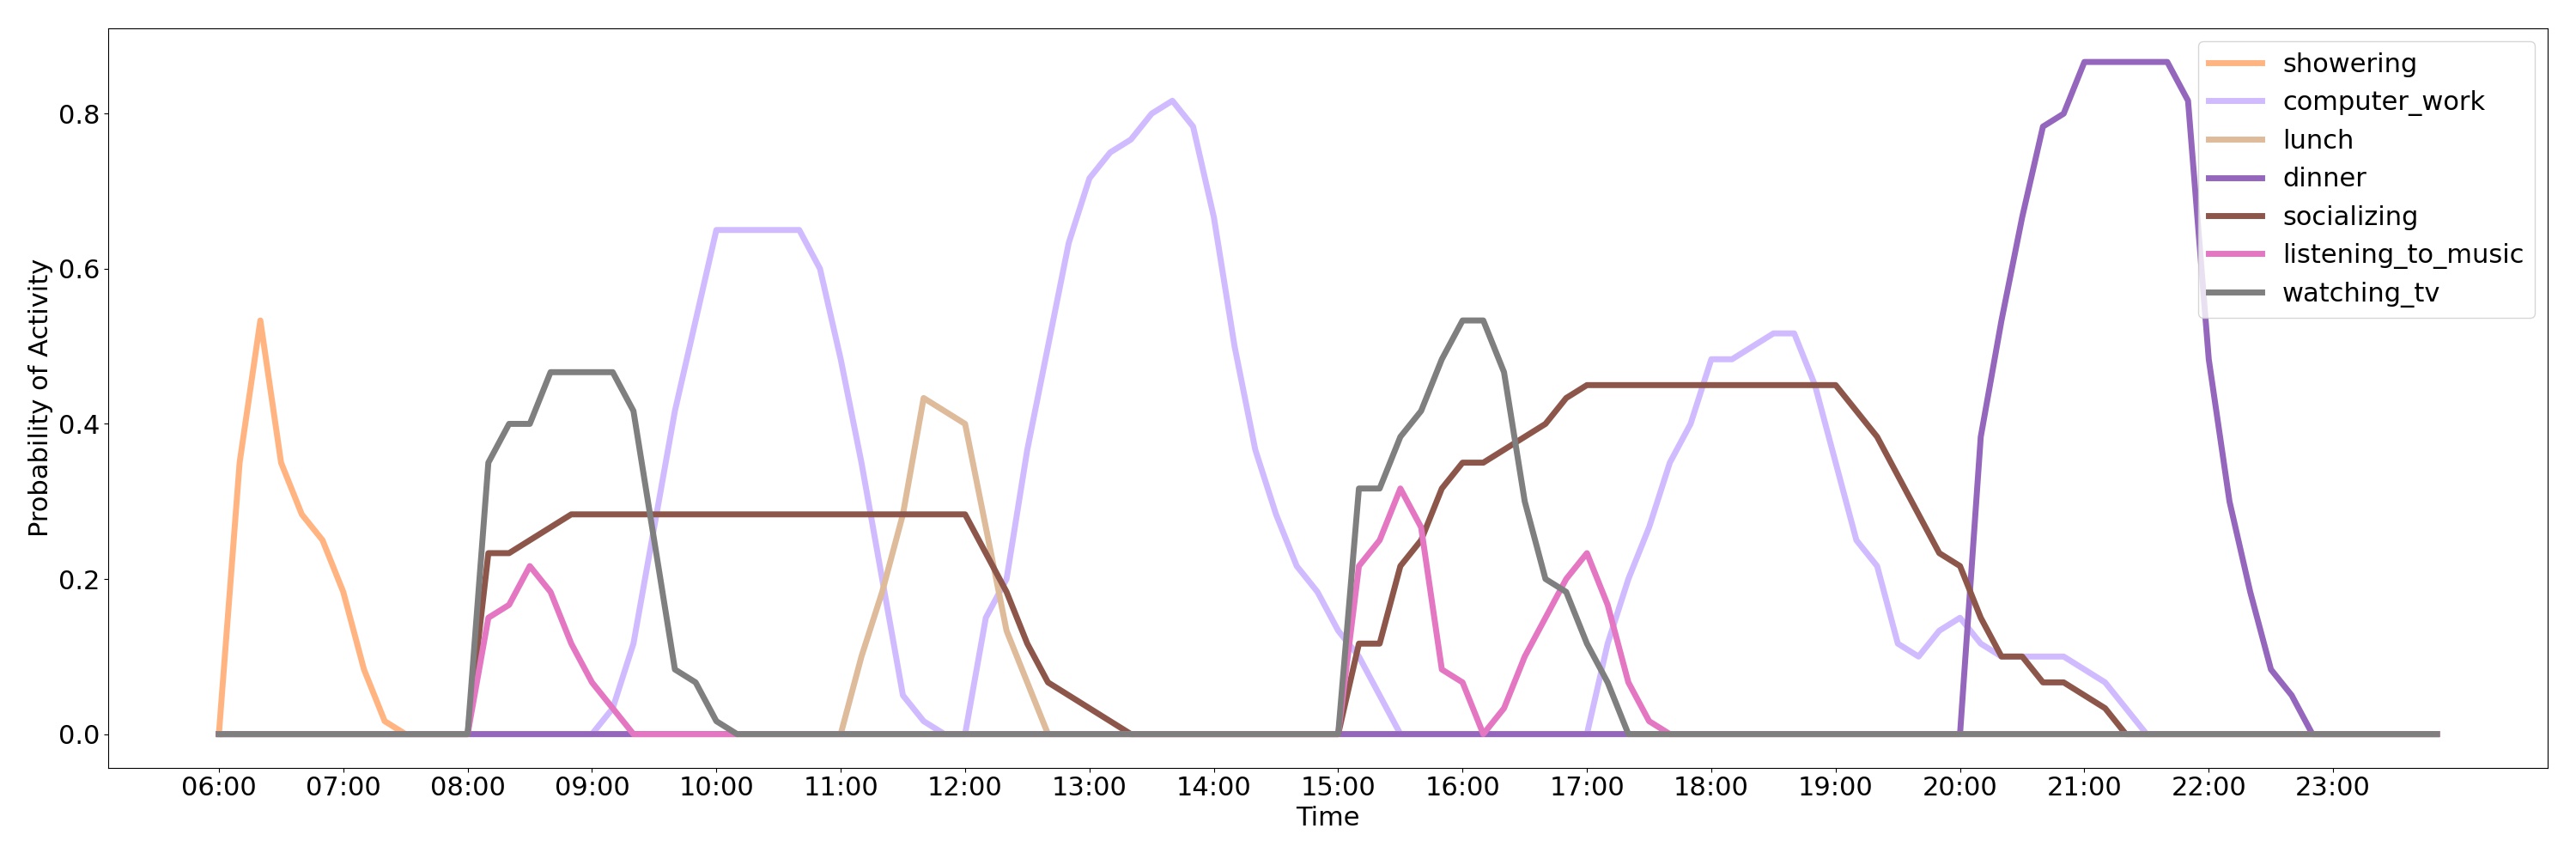 Probability of Activity
0.8
0.6
0.4
0.2
0.0
showering
computer_work
lunch
dinner
socializing
listening_to_music
watching_tv
06:00 07:00 08:00 09:00 10:00 11:00 12:00 13:00 14:00 15:00 16:00 17:00 18:00 19:00 20:00 21:00 22:00 23:00
Time